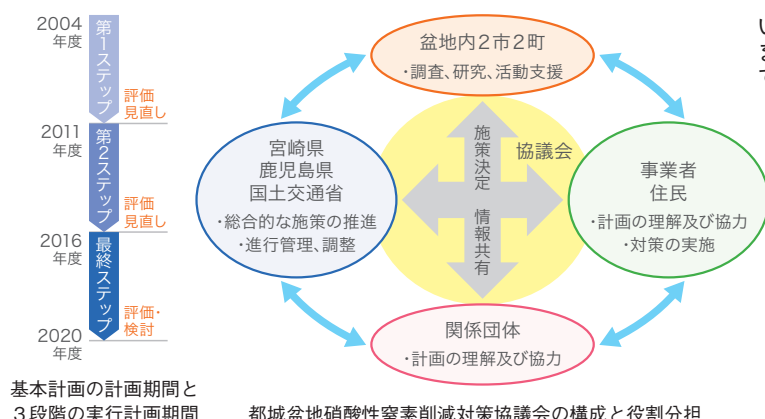 2004
年度
第1ステップ
評価
見直し
2011
年度
第2ステップ
評価
見直し
2016
年度
最終ステップ
評価・
検討
2020
年度
基本計画の計画期間と
3段階の実行計画期間
盆地内2市2町
・調査、研究、活動支援
宮崎県
鹿児島県
国土交通省
・総合的な施策の推進
・進行管理、調整
協議会
施策決定 情報共有
事業者
住民
・計画の理解及び協力
・対策の実施
関係団体
・計画の理解及び協力
都城盆地硝酸性窒素削減対策協議会の構成と役割分担